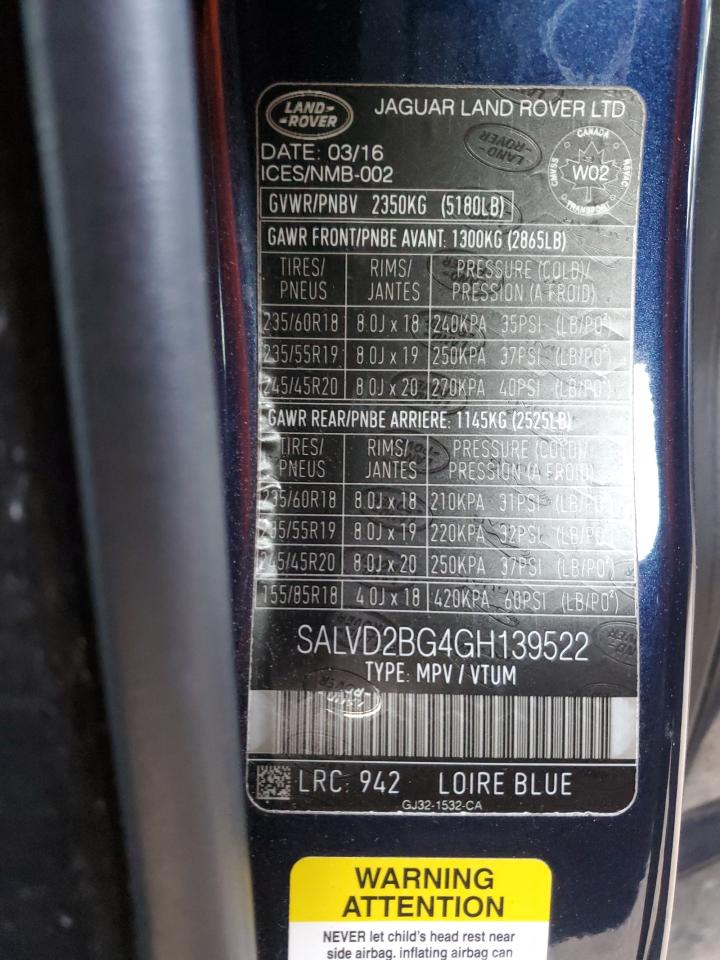 LAND-
-ROVER
JAGUAR LAND ROVER LTD
DATE: 03/16
ICES/NMB-002
CANADA
CMVSS W02 NSVAC
TRANSPORT
GVWR/PNBV 2350KG (5180LB)
GAWR FRONT/PNBE AVANT: 1300KG (2865LB)
TIRES/ RIMS/ PRESSURE (COLD)/
PNEUS JANTES PRESSION (A FROID)
235/60R18 8.0J x 18 240KPA 35PSI (LB/PO²)
235/55R19 8.0J x 19 250KPA 37PSI (LB/PO²)
245/45R20 8.0J x 20 270KPA 40PSI (LB/PO²)
GAWR REAR/PNBE ARRIERE: 1145KG (2525LB)
TIRES/ RIMS/ PRESSURE (COLD)/
PNEUS JANTES PRESSION (A FROID)
235/60R18 8.0J x 18 210KPA 31PSI (LB/PO²)
235/55R19 8.0J x 19 220KPA 32PSI (LB/PO²)
245/45R20 8.0J x 20 250KPA 37PSI (LB/PO²)
155/85R18 4.0J x 18 420KPA 60PSI (LB/PO²)
SALVD2BG4GH139522
TYPE: MPV / VTUM
LRC: 942 LOIRE BLUE
GJ32-1532-CA
WARNING
ATTENTION
NEVER let child's head rest near
side airbag. inflating airbag can